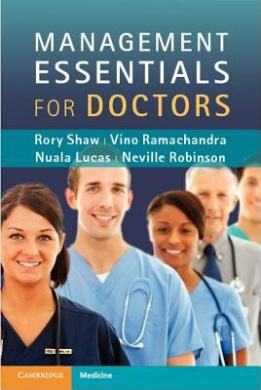 MANAGEMENT
ESSENTIALS
FOR DOCTORS
Rory Shaw | Vino Ramachandra
Nuala Lucas | Neville Robinson
CAMBRIDGE Medicine